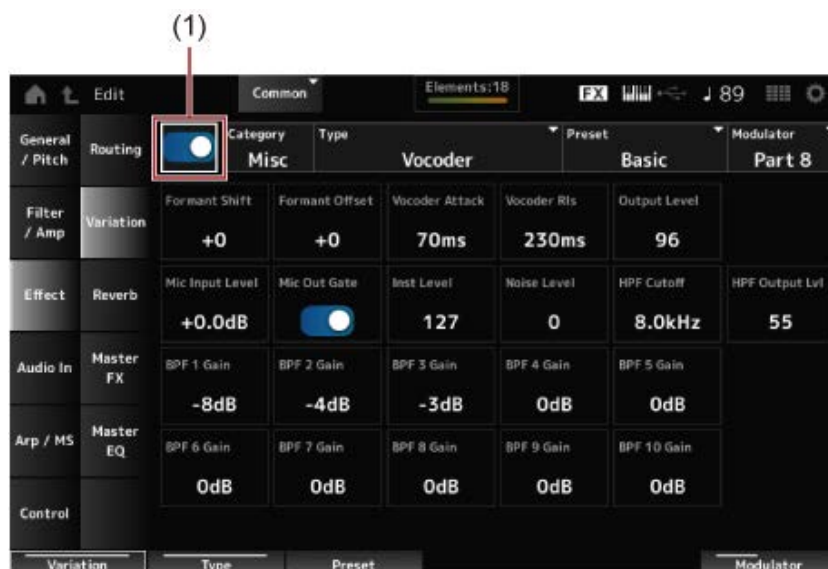 (1)
Edit
Common
Elements:18
FX
89
General / Pitch
Routing
Category
Misc
Type
Vocoder
Preset
Basic
Modulator
Part 8
Filter / Amp
Variation
Formant Shift
+0
Formant Offset
+0
Vocoder Attack
70ms
Vocoder Rls
230ms
Output Level
96
Effect
Reverb
Mic Input Level
+0.0dB
Mic Out Gate
Inst Level
127
Noise Level
0
HPF Cutoff
8.0kHz
HPF Output Lvl
55
Audio In
Master FX
BPF 1 Gain
-8dB
BPF 2 Gain
-4dB
BPF 3 Gain
-3dB
BPF 4 Gain
0dB
BPF 5 Gain
0dB
Arp / MS
Master EQ
BPF 6 Gain
0dB
BPF 7 Gain
0dB
BPF 8 Gain
0dB
BPF 9 Gain
0dB
BPF 10 Gain
0dB
Control
Variation
Type
Preset
Modulator